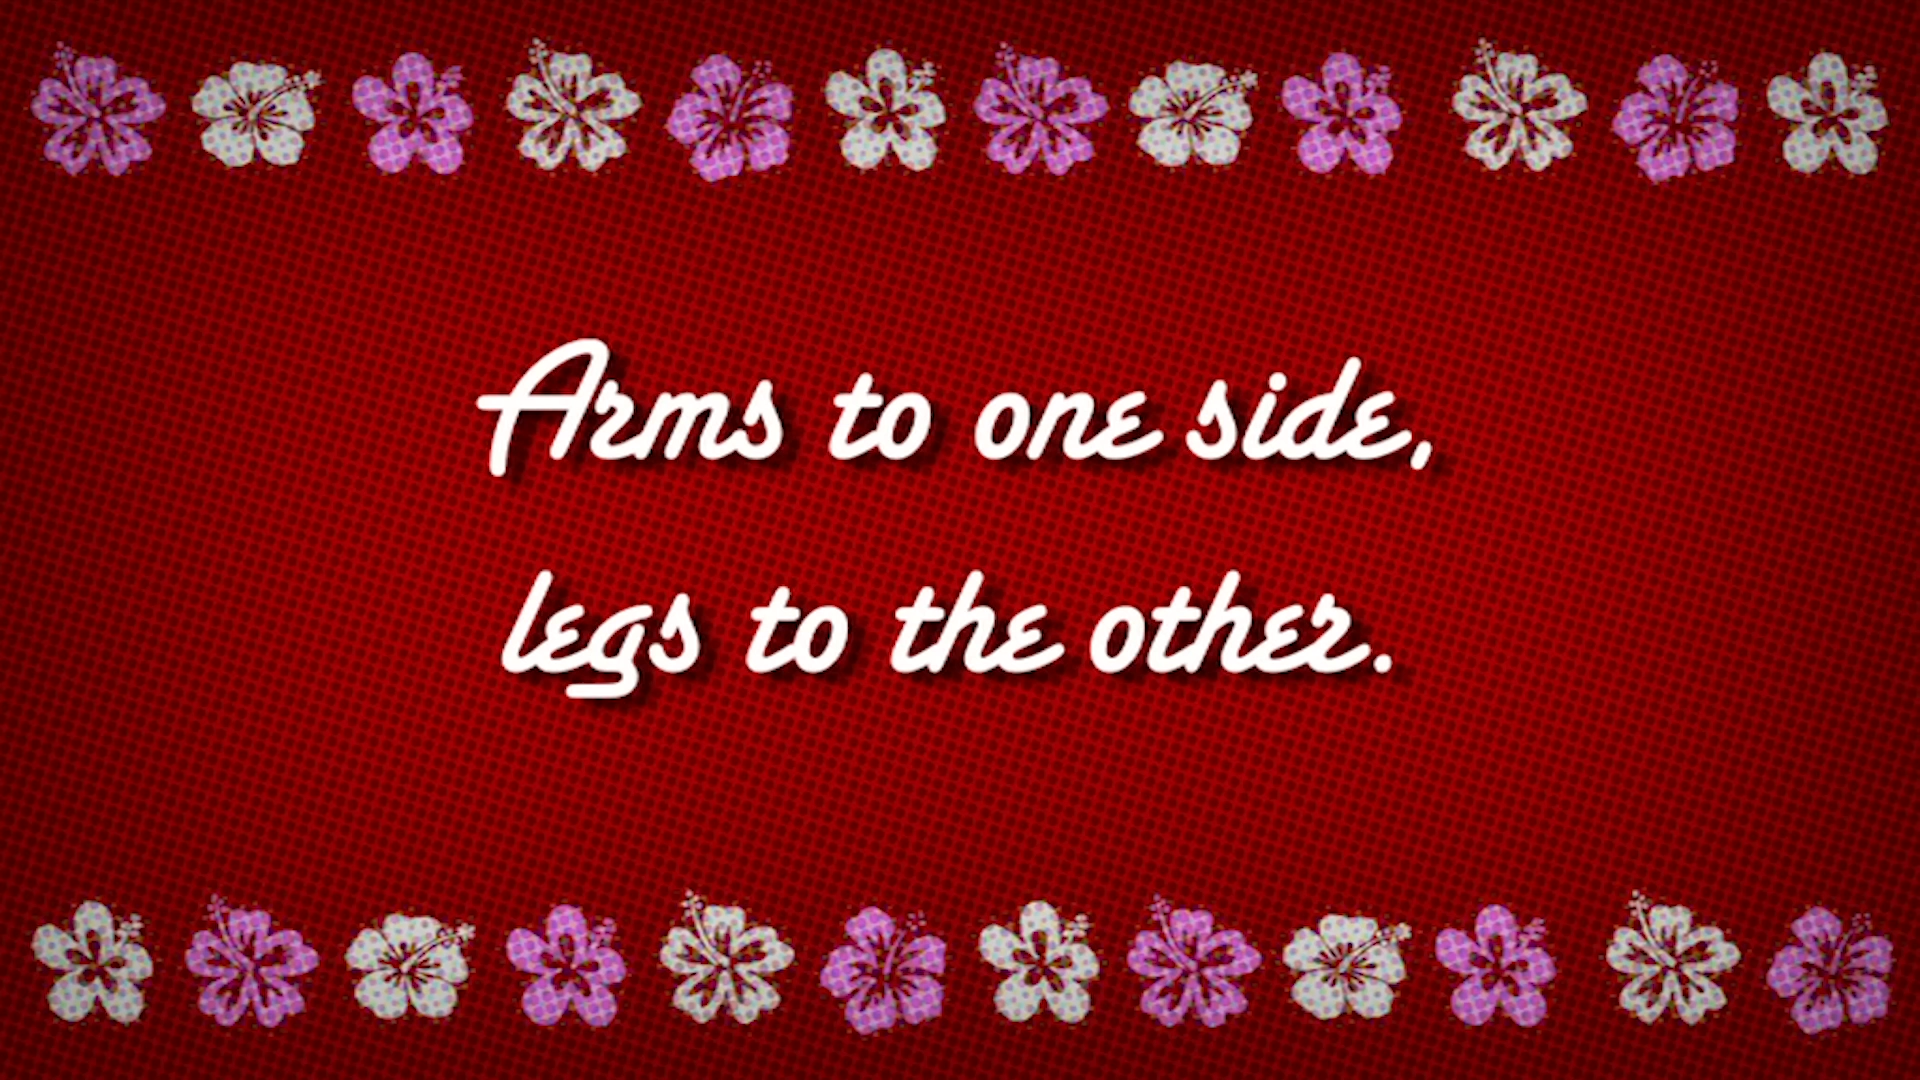 Arms to one side,
legs to the other.